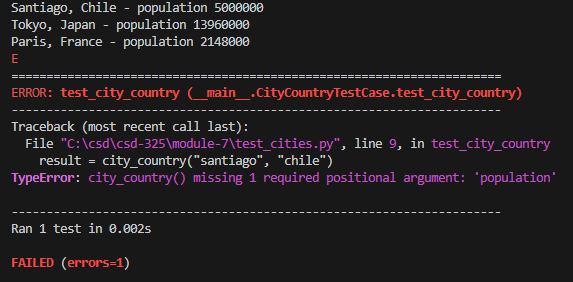 Santiago, Chile - population 5000000
Tokyo, Japan - population 13960000
Paris, France - population 2148000
E
======================================================================
ERROR: test_city_country (__main__.CityCountryTestCase.test_city_country)
----------------------------------------------------------------------
Traceback (most recent call last):
  File "C:\csd\csd-325\module-7\test_cities.py", line 9, in test_city_country
    result = city_country("santiago", "chile")
TypeError: city_country() missing 1 required positional argument: 'population'

----------------------------------------------------------------------
Ran 1 test in 0.002s

FAILED (errors=1)